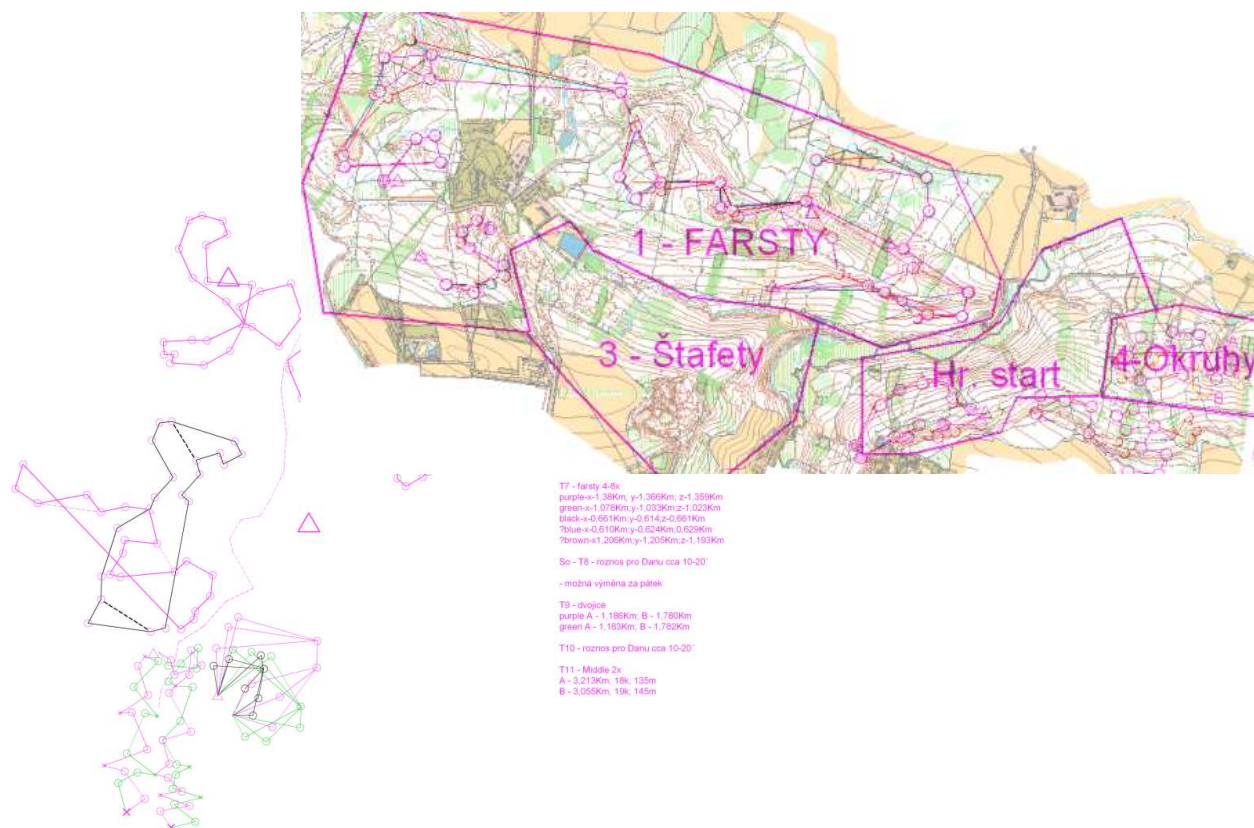 1 - FARSTY
3 - Štafety
Hr. start
4-Okruhy
T7 - farsty 4-8x
purple-x-1,38Km; y-1,366Km; z-1,359Km
green-x-1,078Km;y-1,033Km;z-1,023Km
black-x-0,661Km;y-0,614;z-0,661Km
?blue-x-0,610Km;y-0,624Km;0,629Km
?brown-x1,206Km;y-1,205Km;z-1,193Km
So - T8 - roznos pro Danu cca 10-20´
- možná výměna za pátek
T9 - dvojice
purple A - 1,186Km; B - 1,780Km
green A - 1,183Km; B - 1,782Km
T10 - roznos pro Danu cca 10-20´
T11 - Middle 2x
A - 3,213Km, 18k, 135m
B - 3,055Km, 19k, 145m